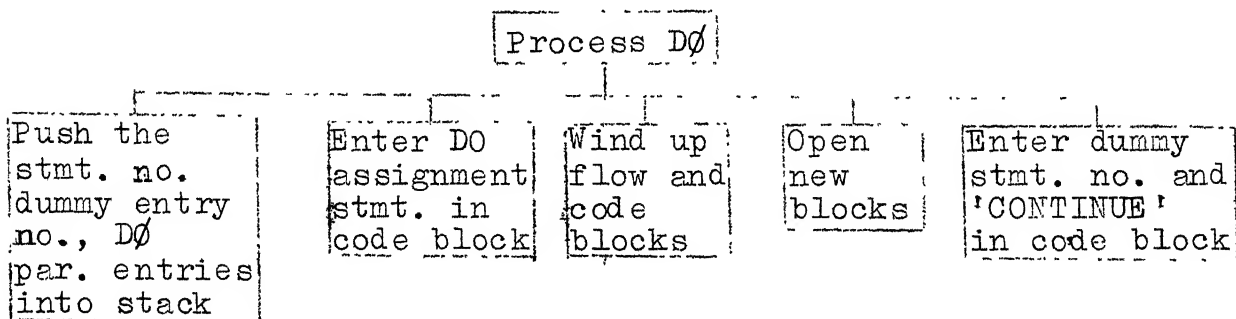 Process DØ
Push the
stmt. no.
dummy entry
no., DØ
par. entries
into stack
Enter DO
assignment
stmt. in
code block
Wind up
flow and
code
blocks
Open
new
blocks
Enter dummy
stmt. no. and
'CONTINUE'
in code block